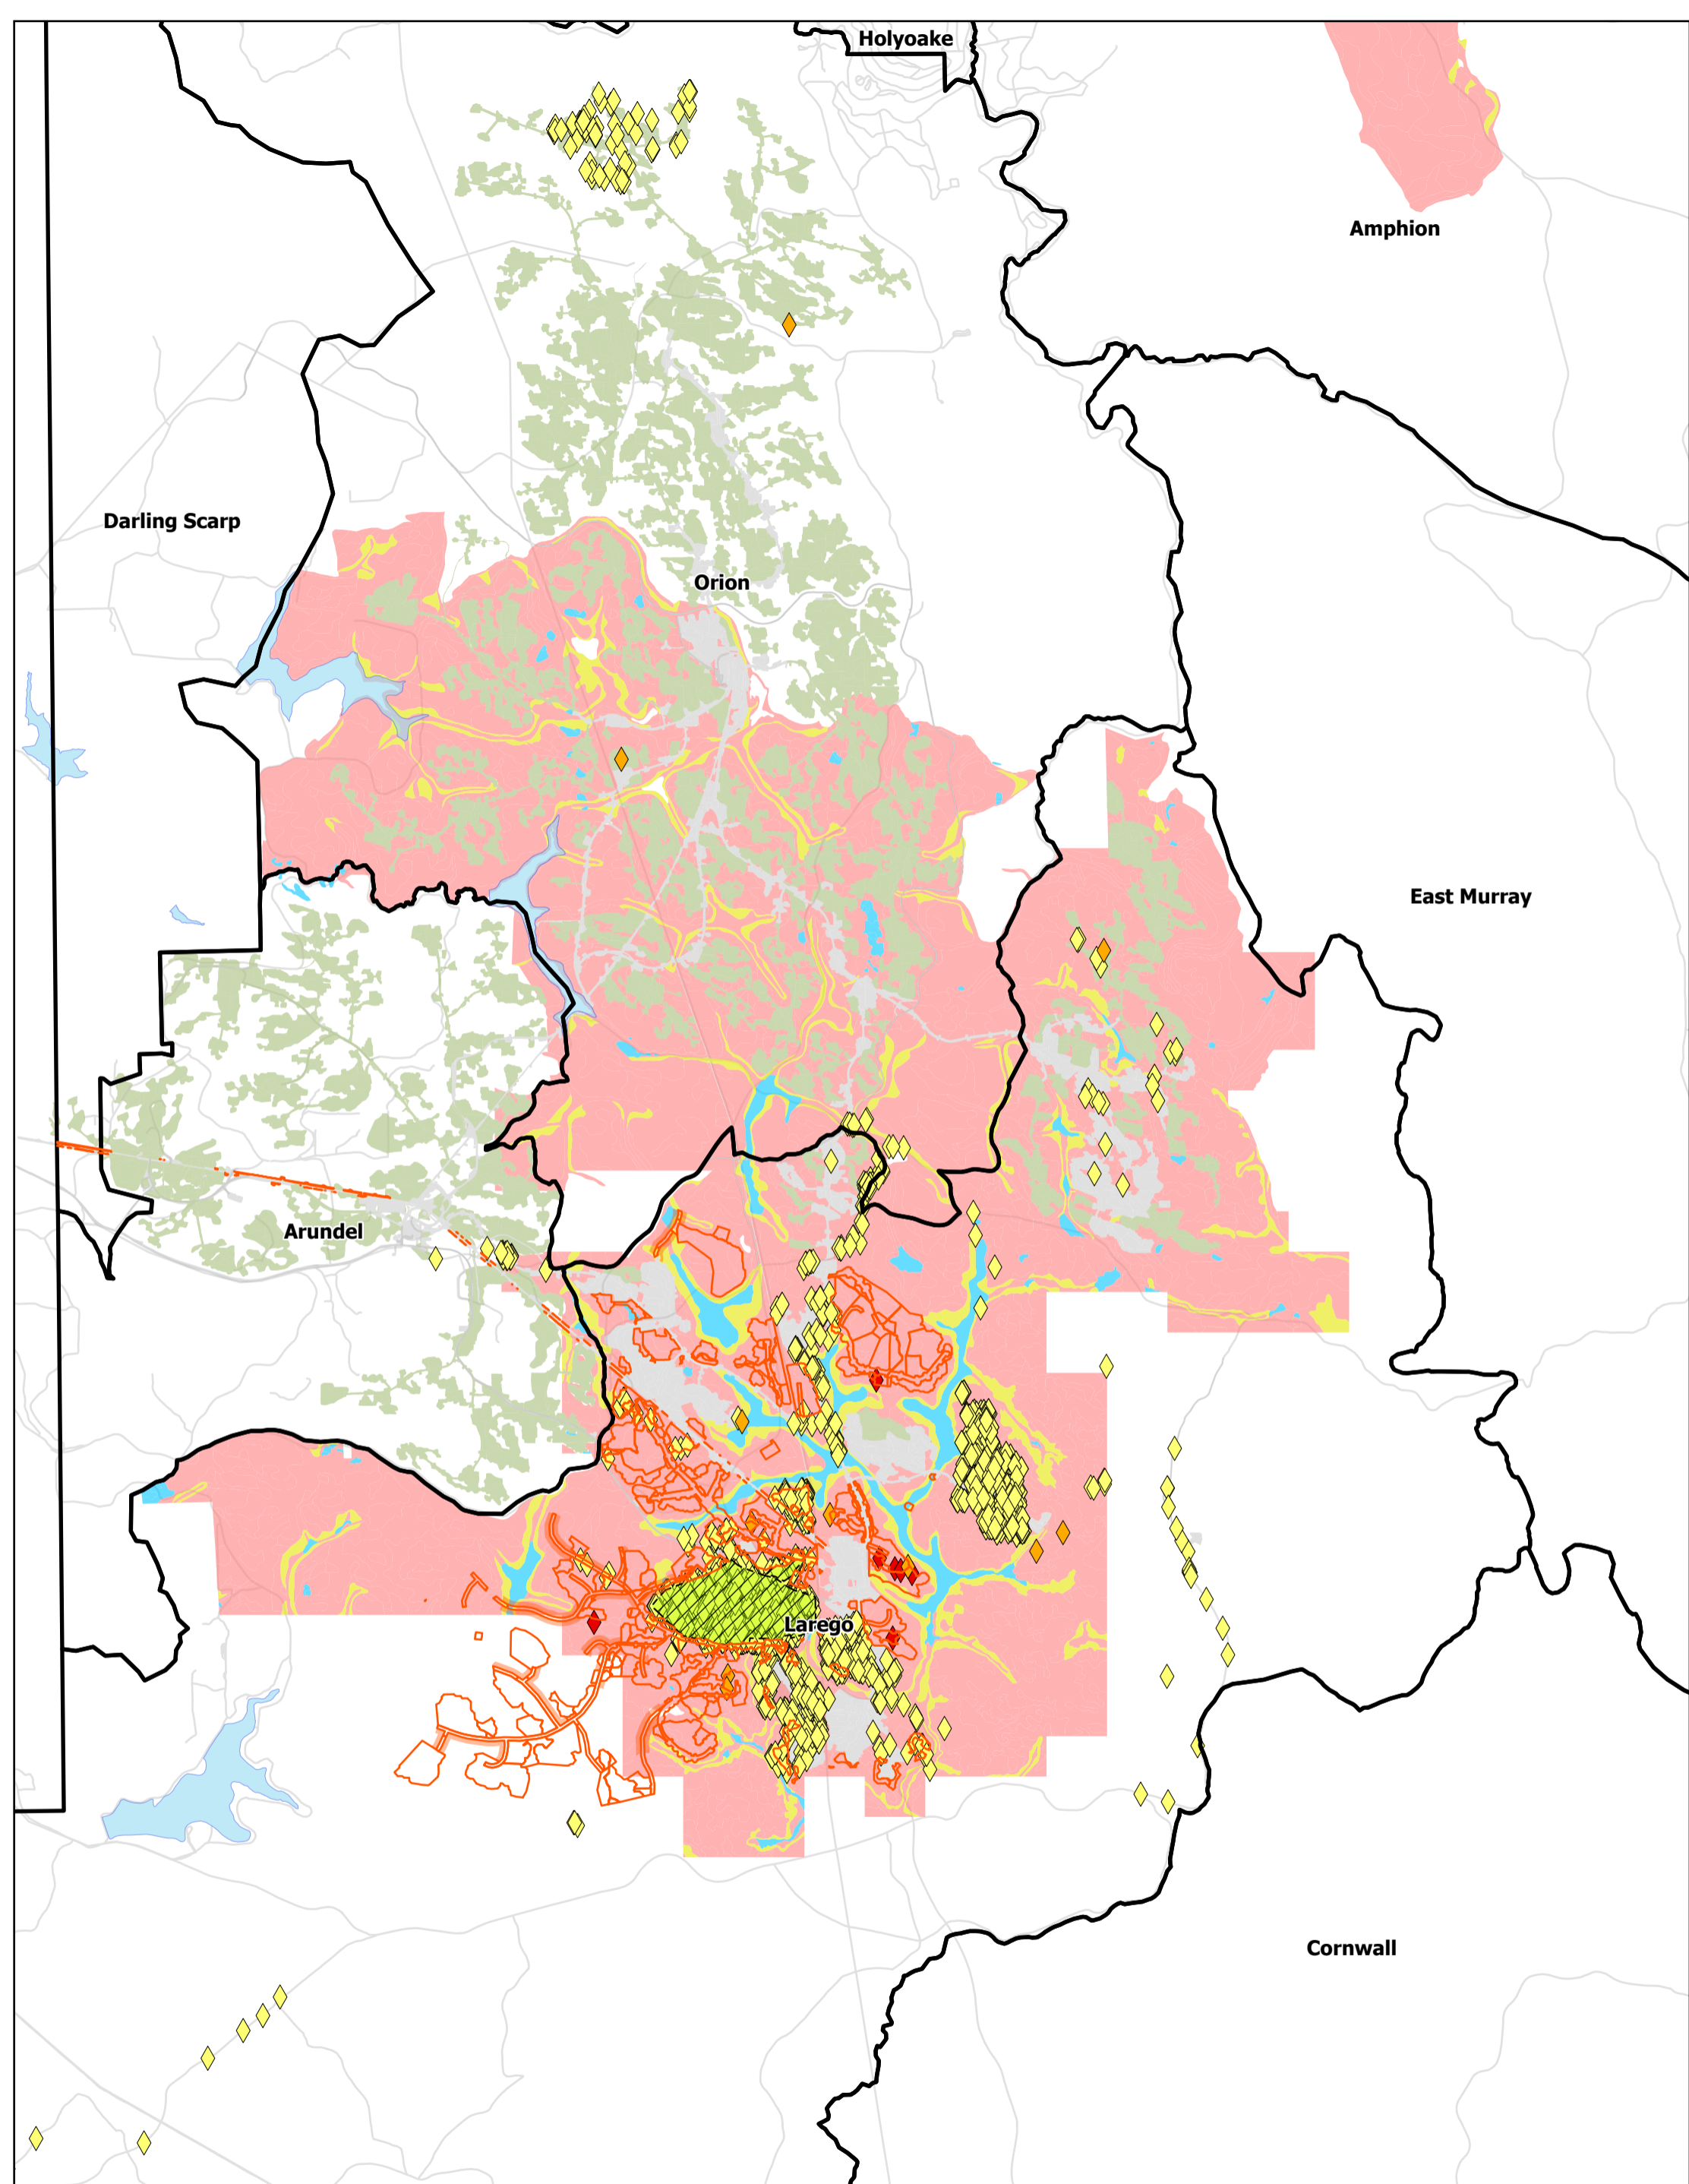 Holyoake
Amphion
Darling Scarp
Orion
East Murray
Arundel
Larego
Cornwall